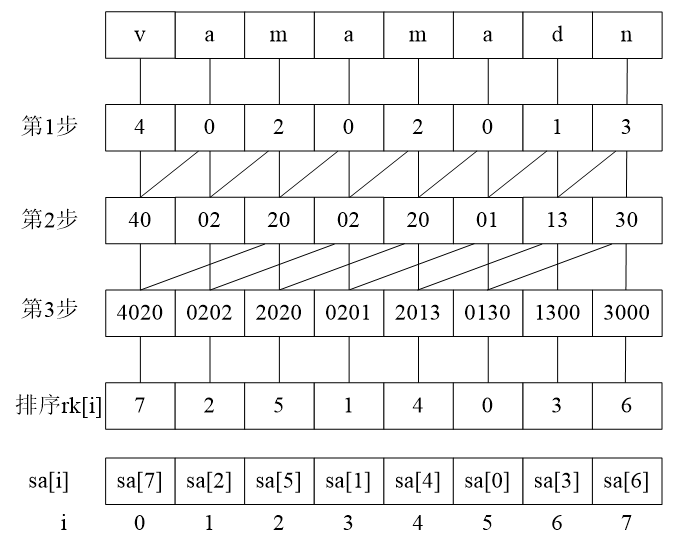 v a m a m a d n
第1步 4 0 2 0 2 0 1 3
第2步 40 02 20 02 20 01 13 30
第3步 4020 0202 2020 0201 2013 0130 1300 3000
排序rk[i] 7 2 5 1 4 0 3 6
sa[i] sa[7] sa[2] sa[5] sa[1] sa[4] sa[0] sa[3] sa[6]
i 0 1 2 3 4 5 6 7